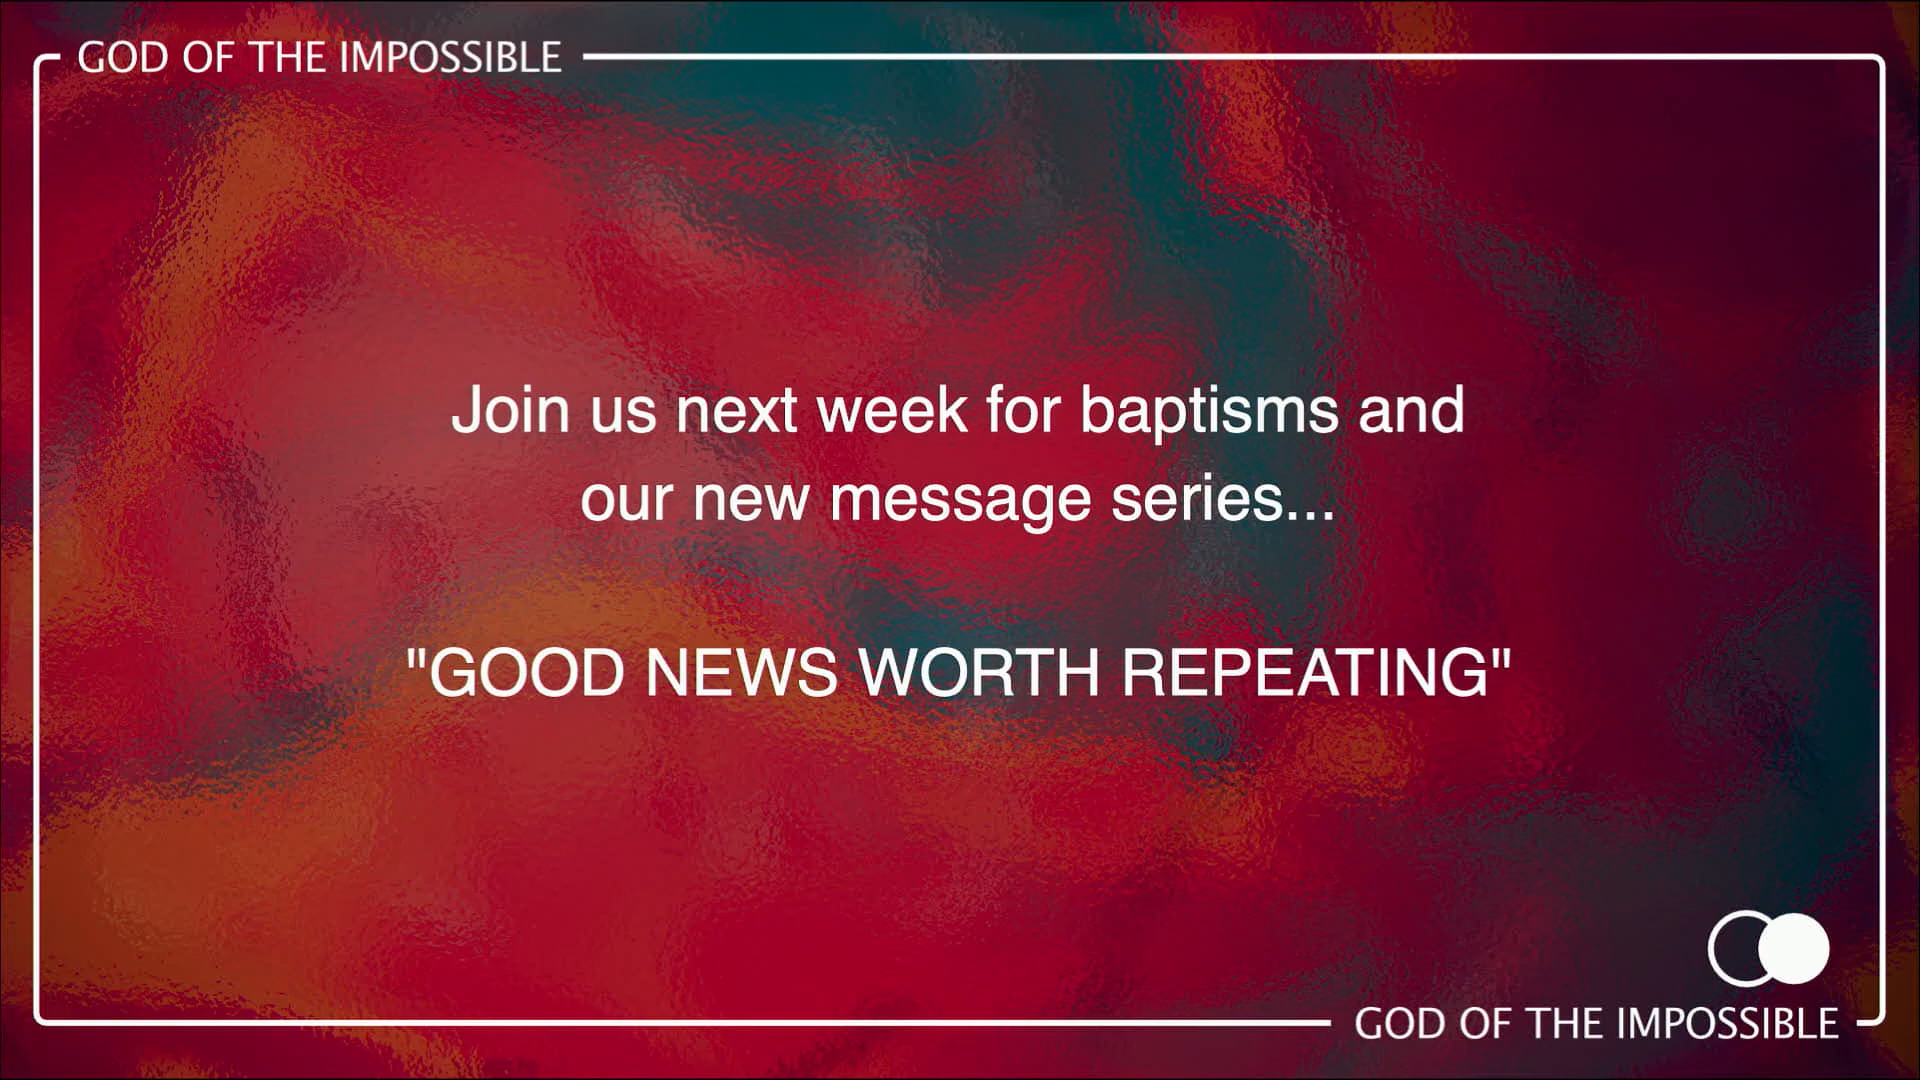 GOD OF THE IMPOSSIBLE
Join us next week for baptisms and
our new message series...
"GOOD NEWS WORTH REPEATING"
GOD OF THE IMPOSSIBLE